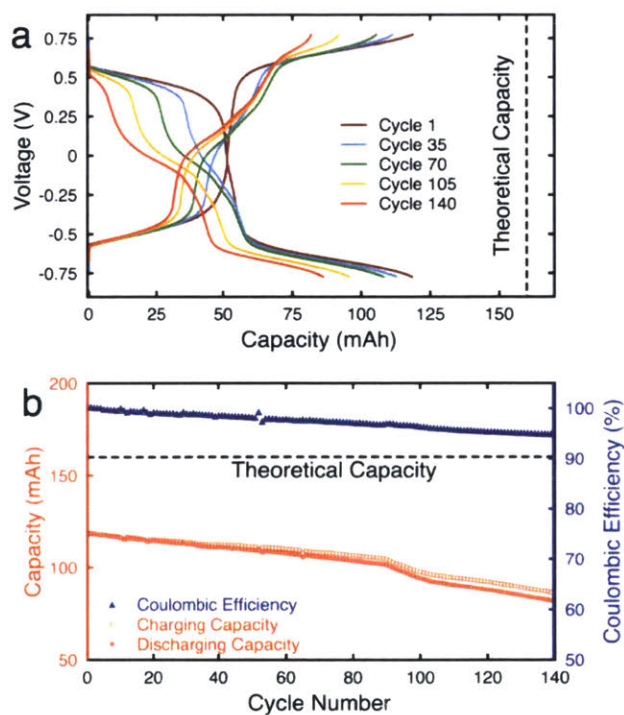 a
0.75
0.5
0.25
0
-0.25
-0.5
-0.75
Voltage (V)
Cycle 1
Cycle 35
Cycle 70
Cycle 105
Cycle 140
Theoretical Capacity
0 25 50 75 100 125 150
Capacity (mAh)
b
200
150
100
50
Capacity (mAh)
Theoretical Capacity
Coulombic Efficiency
Charging Capacity
Discharging Capacity
100
90
80
70
60
50
Coulombic Efficiency (%)
0 20 40 60 80 100 120 140
Cycle Number